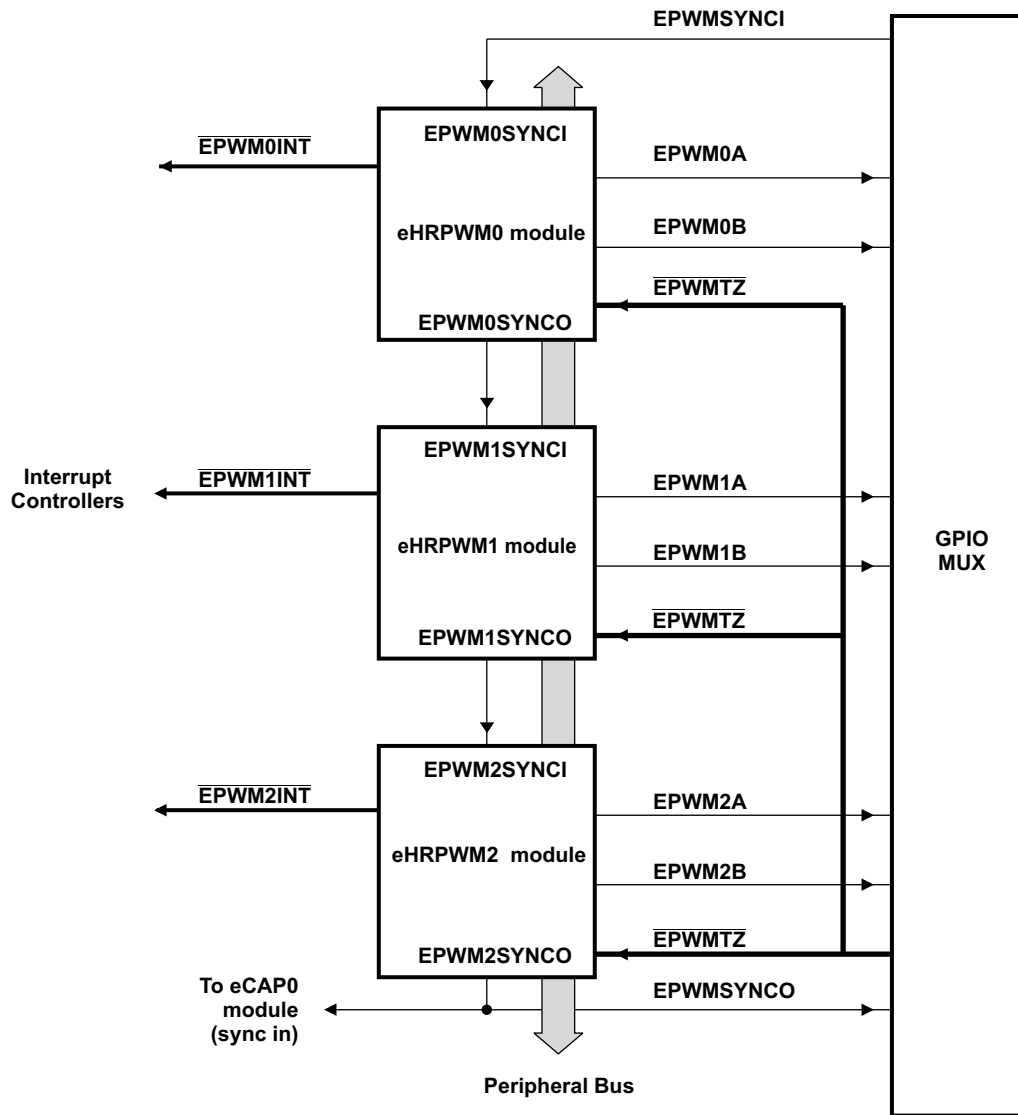 EPWMSYNCI
EPWM0SYNCI
EPWM0INT
EPWM0A
EPWM0B
eHRPWM0 module
EPWMTZ
EPWM0SYNCO
EPWM1SYNCI
Interrupt
Controllers
EPWM1INT
EPWM1A
eHRPWM1 module
EPWM1B
GPIO
MUX
EPWMTZ
EPWM1SYNCO
EPWM2SYNCI
EPWM2INT
EPWM2A
eHRPWM2 module
EPWM2B
EPWMTZ
EPWM2SYNCO
To eCAP0
module
(sync in)
EPWMSYNCO
Peripheral Bus